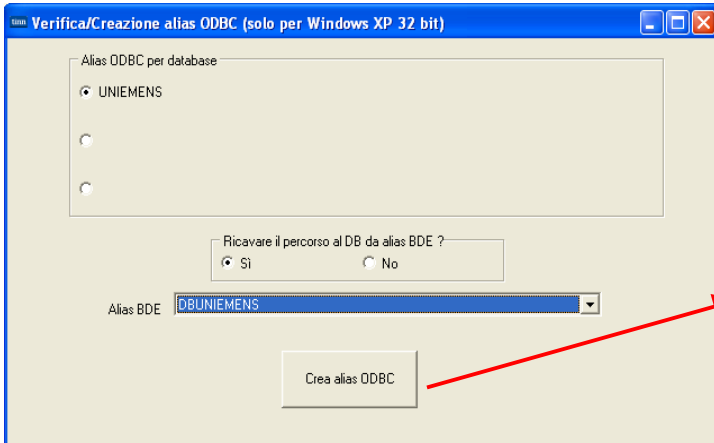 tinn Verifica/Creazione alias ODBC (solo per Windows XP 32 bit)
Alias ODBC per database
UNIEMENS
Ricavare il percorso al DB da alias BDE ?
Sì No
Alias BDE DBUNIEMENS
Crea alias ODBC